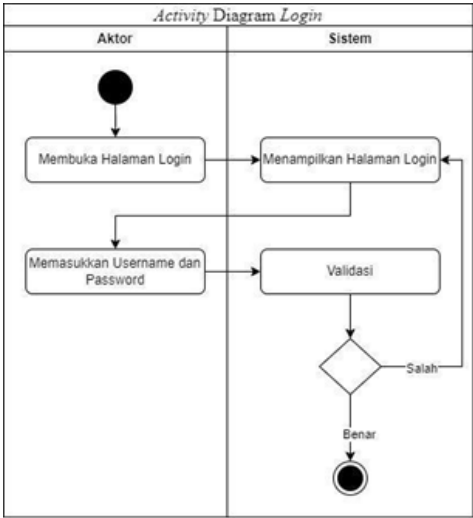 Activity Diagram Login
Aktor
Sistem
Membuka Halaman Login
Menampilkan Halaman Login
Memasukkan Username dan
Password
Validasi
Salah
Benar